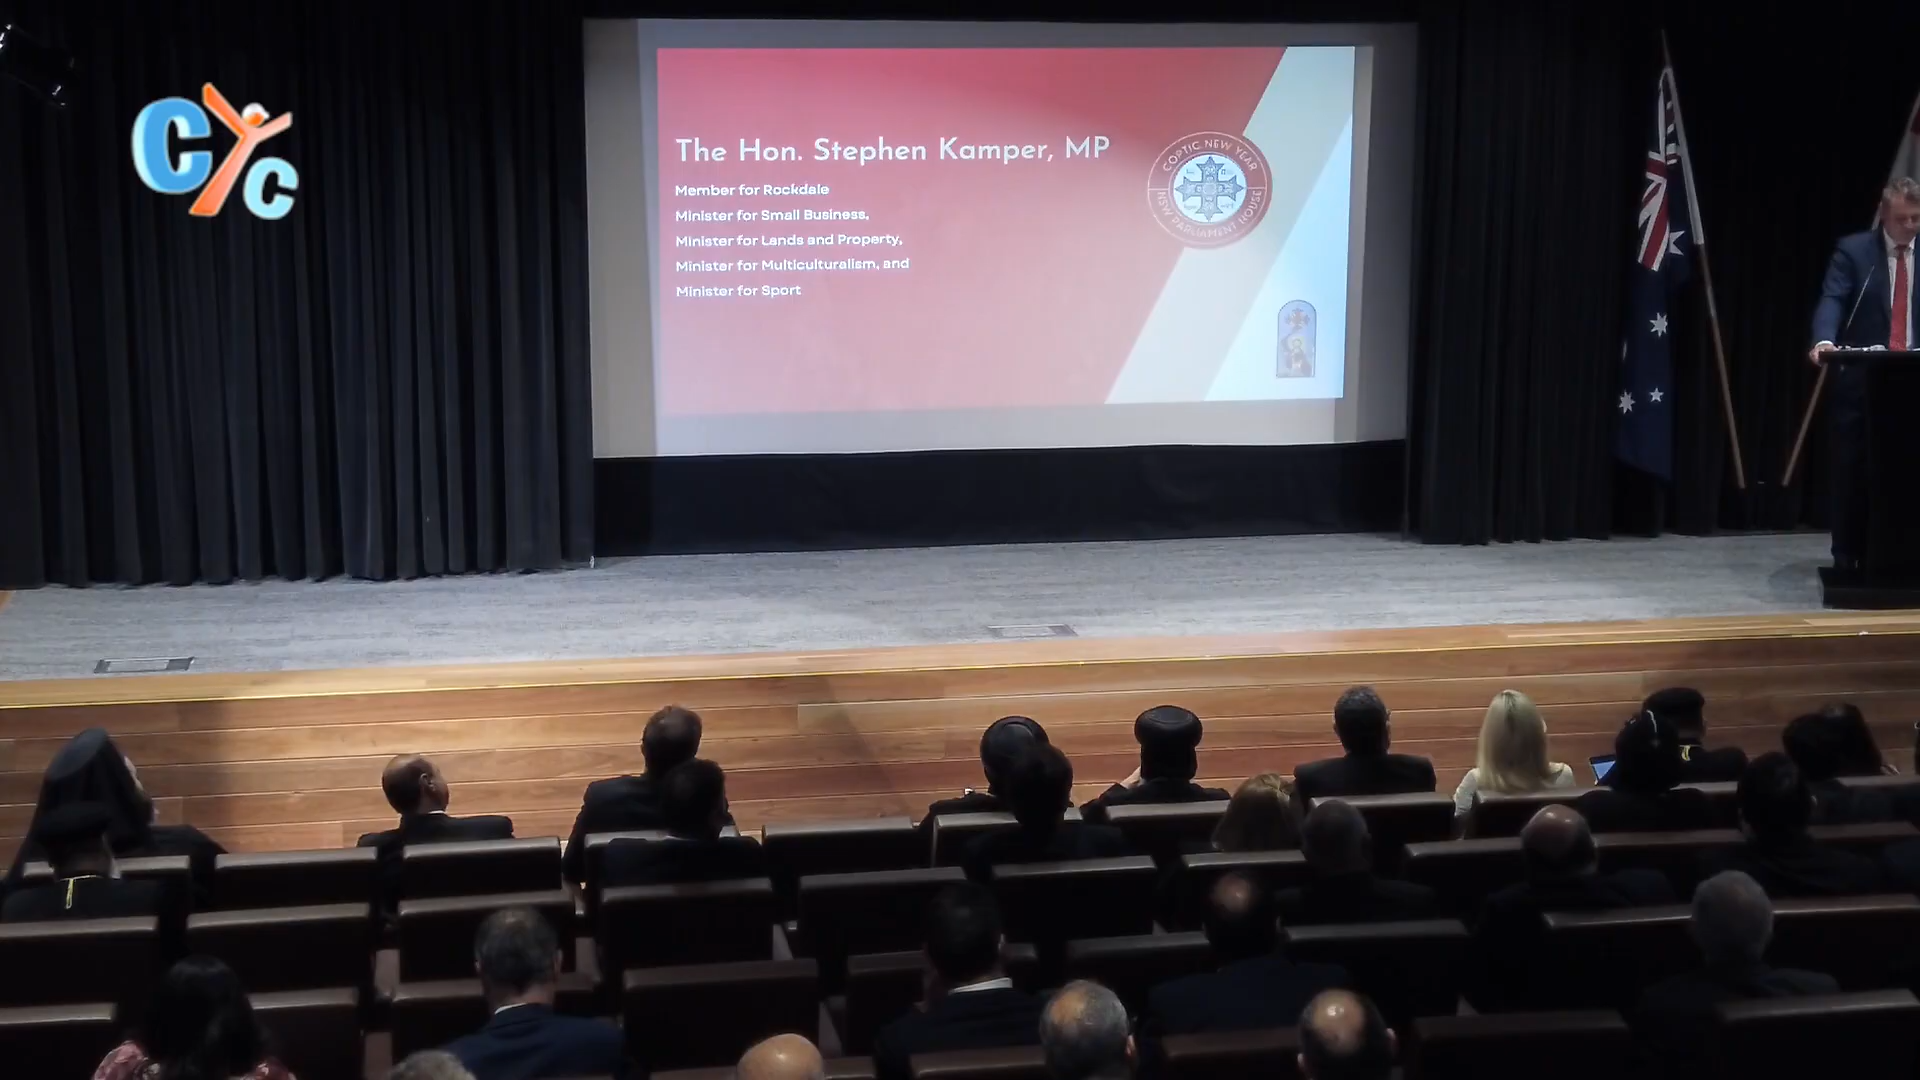 CYC
The Hon. Stephen Kamper, MP
Member for Rockdale
Minister for Small Business,
Minister for Lands and Property,
Minister for Multiculturalism, and
Minister for Sport
COPTIC NEW YEAR
NSW PARLIAMENT HOUSE